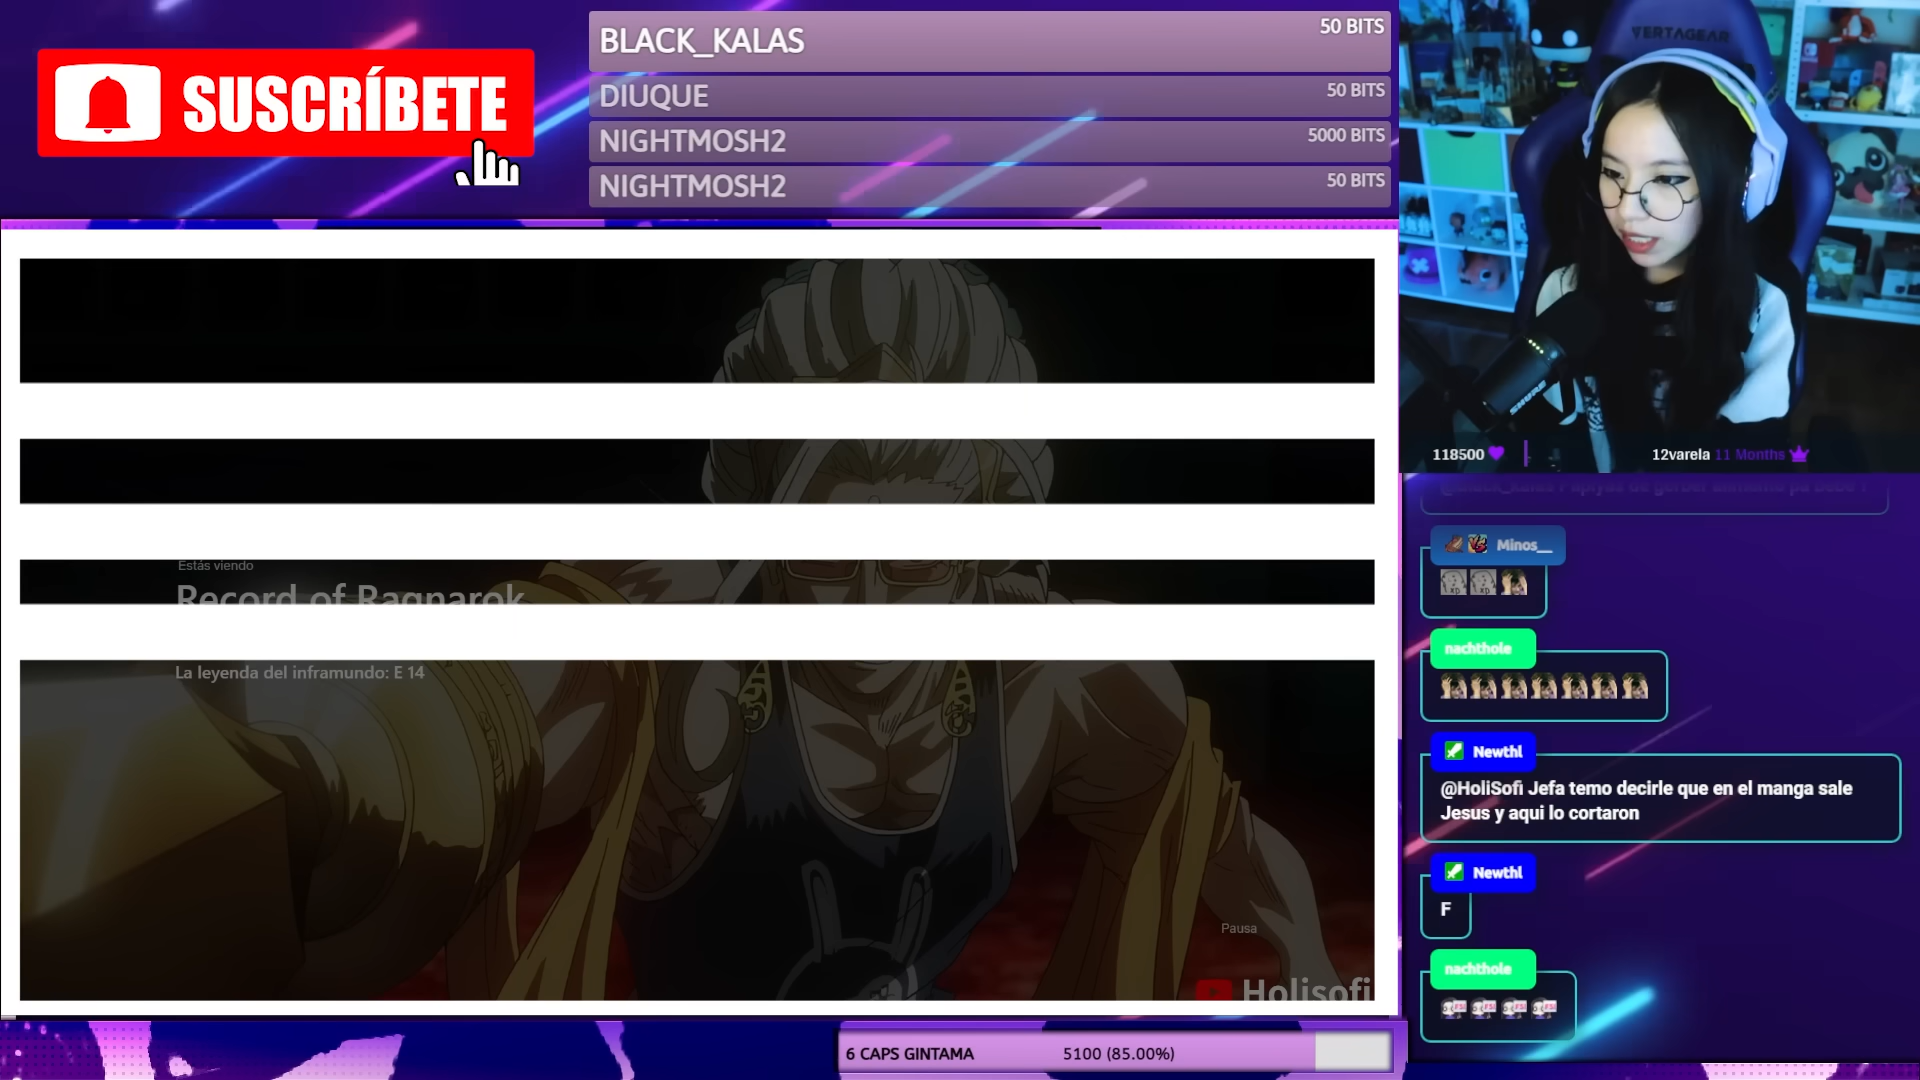 SUSCRÍBETE
BLACK_KALAS 50 BITS
DIUQUE 50 BITS
NIGHTMOSH2 5000 BITS
NIGHTMOSH2 50 BITS
VERTAGEAR
SHURE
118500
12varela 11 Months
Estás viendo
Record of Ragnarok
La leyenda del inframundo: E 14
Pausa
Holisofi
6 CAPS GINTAMA 5100 (85.00%)
Minos__
nachthole
Newthl
@HoliSofi Jefa temo decirle que en el manga sale
Jesus y aqui lo cortaron
Newthl
F
nachthole